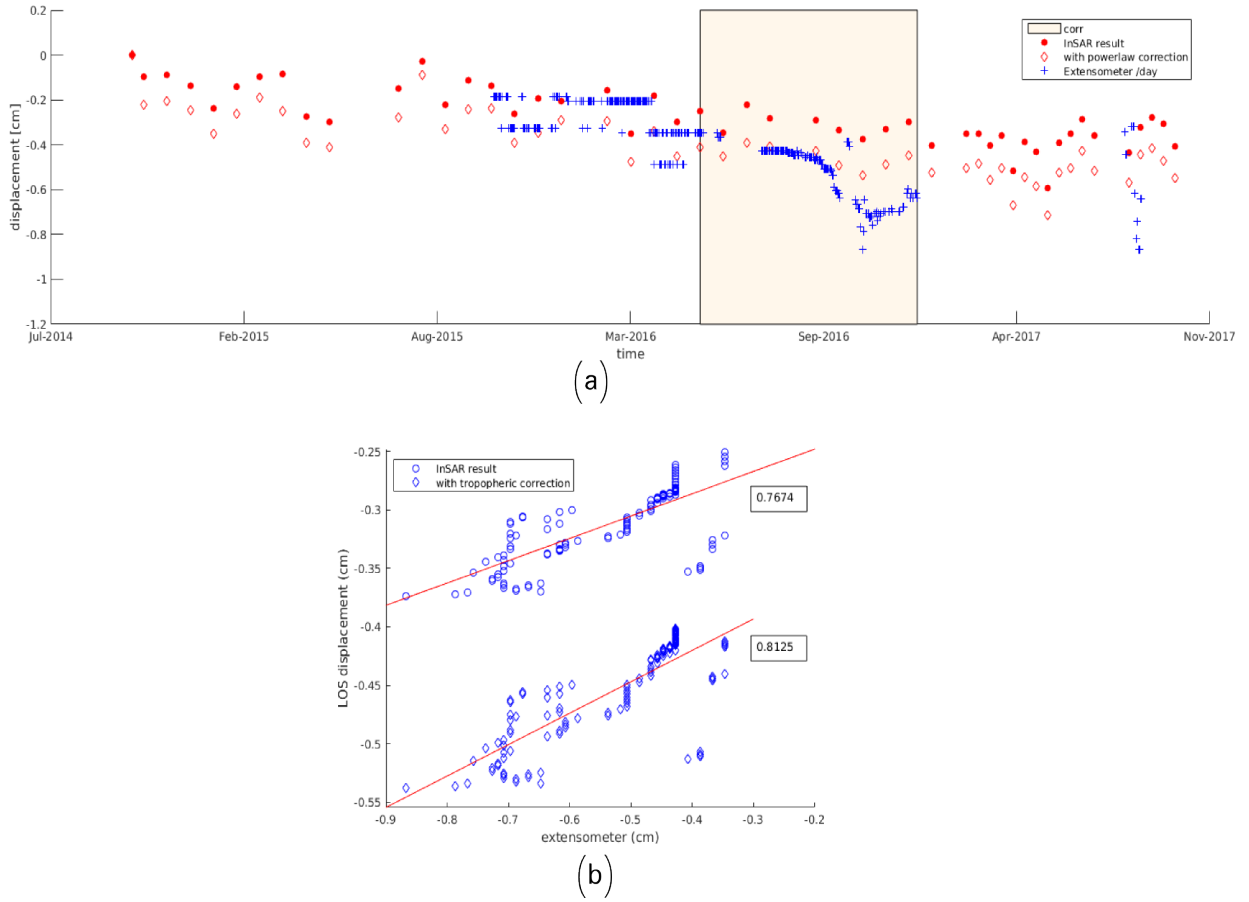 0.2
0
-0.2
-0.4
-0.6
-0.8
-1
-1.2
displacement [cm]
Jul-2014 Feb-2015 Aug-2015 Mar-2016 Sep-2016 Apr-2017 Nov-2017
time
corr
InSAR result
with powerlaw correction
Extensometer /day
(a)
-0.25
-0.3
-0.35
-0.4
-0.45
-0.5
-0.55
LOS displacement (cm)
InSAR result
with tropopheric correction
0.7674
0.8125
-0.9 -0.8 -0.7 -0.6 -0.5 -0.4 -0.3 -0.2
extensometer (cm)
(b)